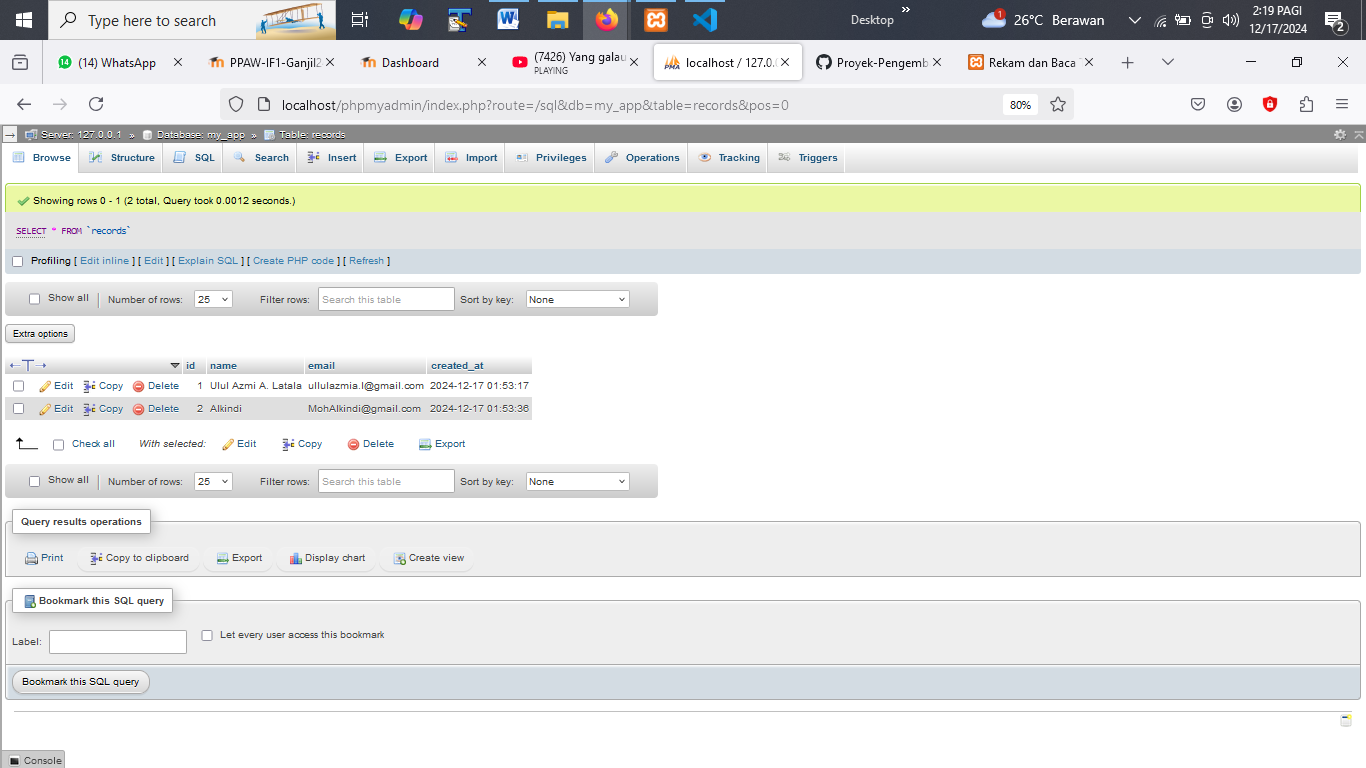 Type here to search
Desktop
»
26°C Berawan
2:19 PAGI
12/17/2024
2
(14) WhatsApp
PPAW-IF1-Ganjil2
Dashboard
(7426) Yang galau
PLAYING
localhost / 127.0.0
Proyek-Pengemb
Rekam dan Baca
localhost/phpmyadmin/index.php?route=/sql&db=my_app&table=records&pos=0
80%
Server: 127.0.0.1 » Database: my_app » Table: records
Browse Structure SQL Search Insert Export Import Privileges Operations Tracking Triggers
Showing rows 0 - 1 (2 total, Query took 0.0012 seconds.)
SELECT * FROM `records`
Profiling [ Edit inline ] [ Edit ] [ Explain SQL ] [ Create PHP code ] [ Refresh ]
Show all Number of rows: 25 Filter rows: Search this table Sort by key: None
Extra options
id name email created_at
Edit Copy Delete 1 Ulul Azmi A. Latala ullulazmia.l@gmail.com 2024-12-17 01:53:17
Edit Copy Delete 2 Alkindi MohAlkindi@gmail.com 2024-12-17 01:53:36
Check all With selected: Edit Copy Delete Export
Show all Number of rows: 25 Filter rows: Search this table Sort by key: None
Query results operations
Print Copy to clipboard Export Display chart Create view
Bookmark this SQL query
Label: Let every user access this bookmark
Bookmark this SQL query
Console